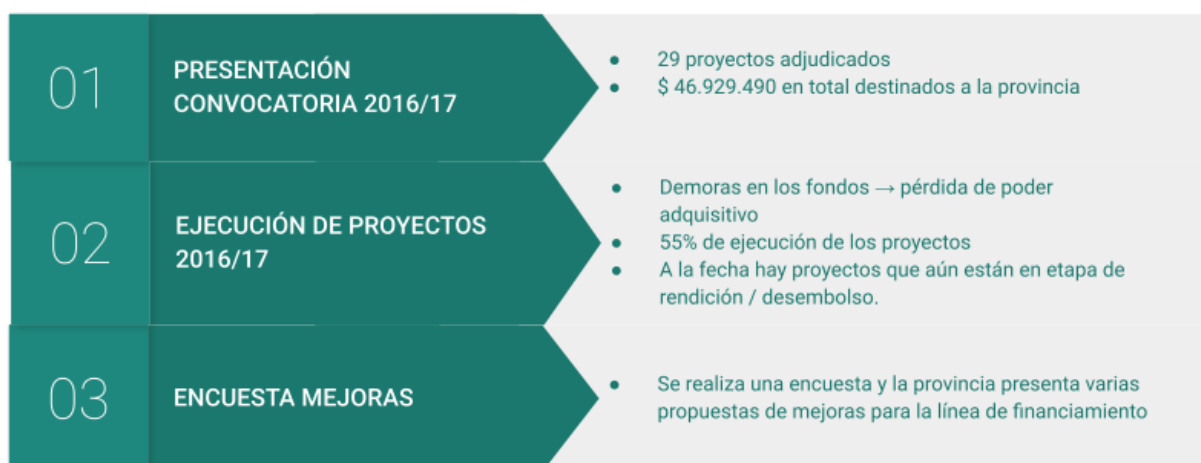 01
PRESENTACIÓN
CONVOCATORIA 2016/17
● 29 proyectos adjudicados
● $ 46.929.490 en total destinados a la provincia
02
EJECUCIÓN DE PROYECTOS
2016/17
● Demoras en los fondos → pérdida de poder
adquisitivo
● 55% de ejecución de los proyectos
● A la fecha hay proyectos que aún están en etapa de
rendición / desembolso.
03
ENCUESTA MEJORAS
● Se realiza una encuesta y la provincia presenta varias
propuestas de mejoras para la línea de financiamiento